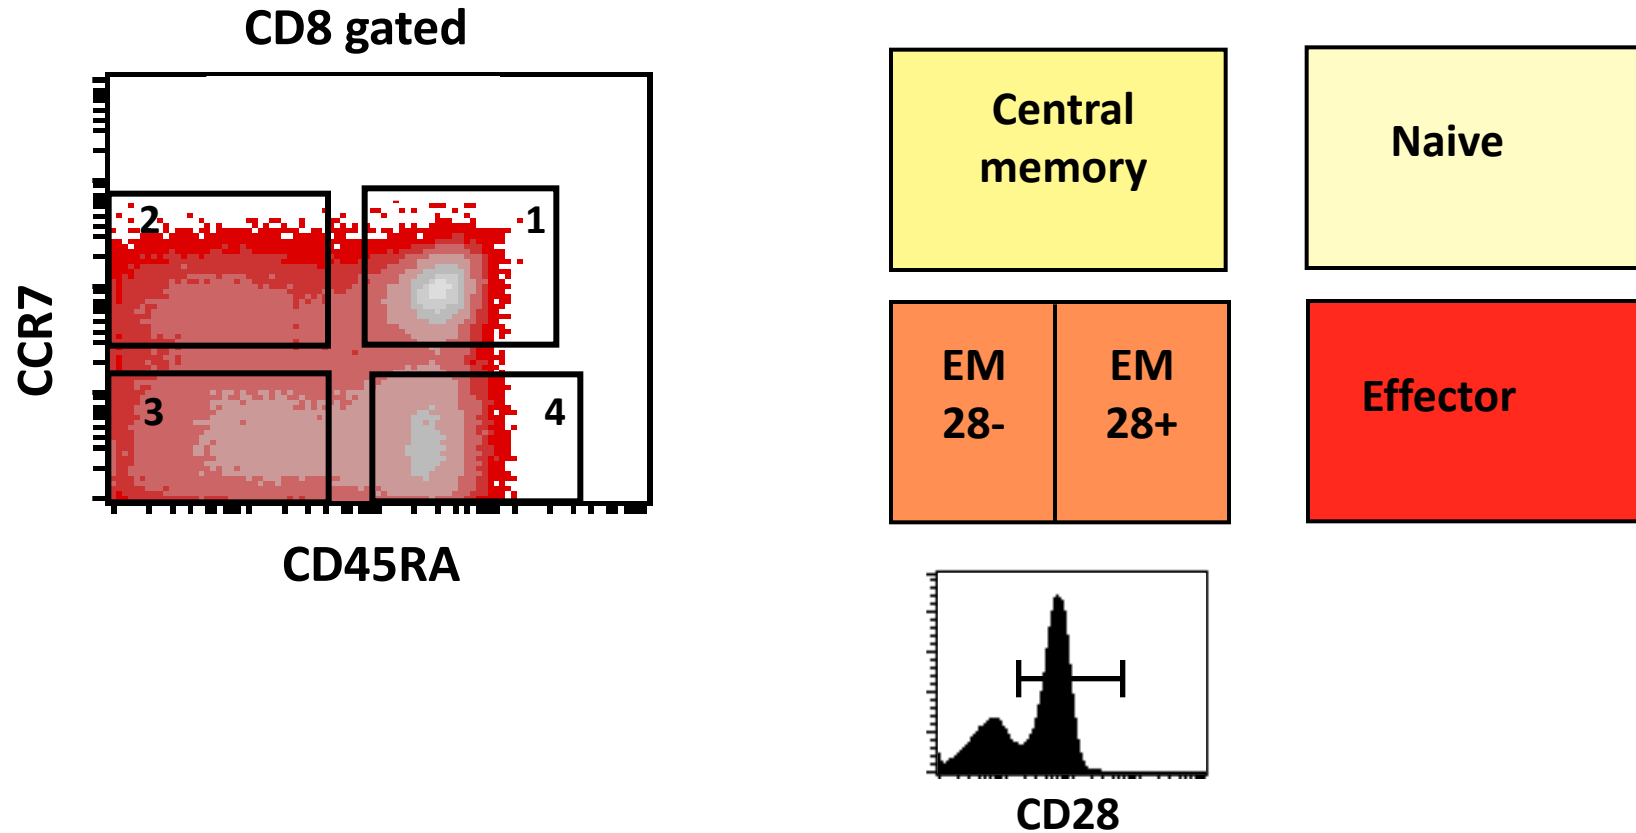 CD8 gated
CCR7
2
1
3
4
CD45RA
Central
memory
Naive
EM
28-
EM
28+
Effector
CD28